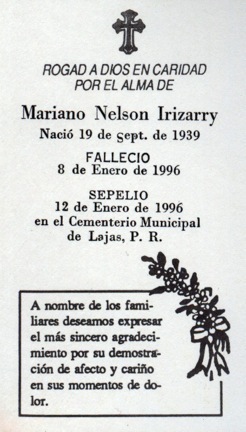 ROGAD A DIOS EN CARIDAD
POR EL ALMA DE
Mariano Nelson Irizarry
Nació 19 de sept. de 1939
FALLECIO
8 de Enero de 1996
SEPELIO
12 de Enero de 1996
en el Cementerio Municipal
de Lajas, P. R.
A nombre de los fami-
liares deseamos expresar
el más sincero agradeci-
miento por su demostra-
ción de afecto y cariño
en sus momentos de do-
lor.